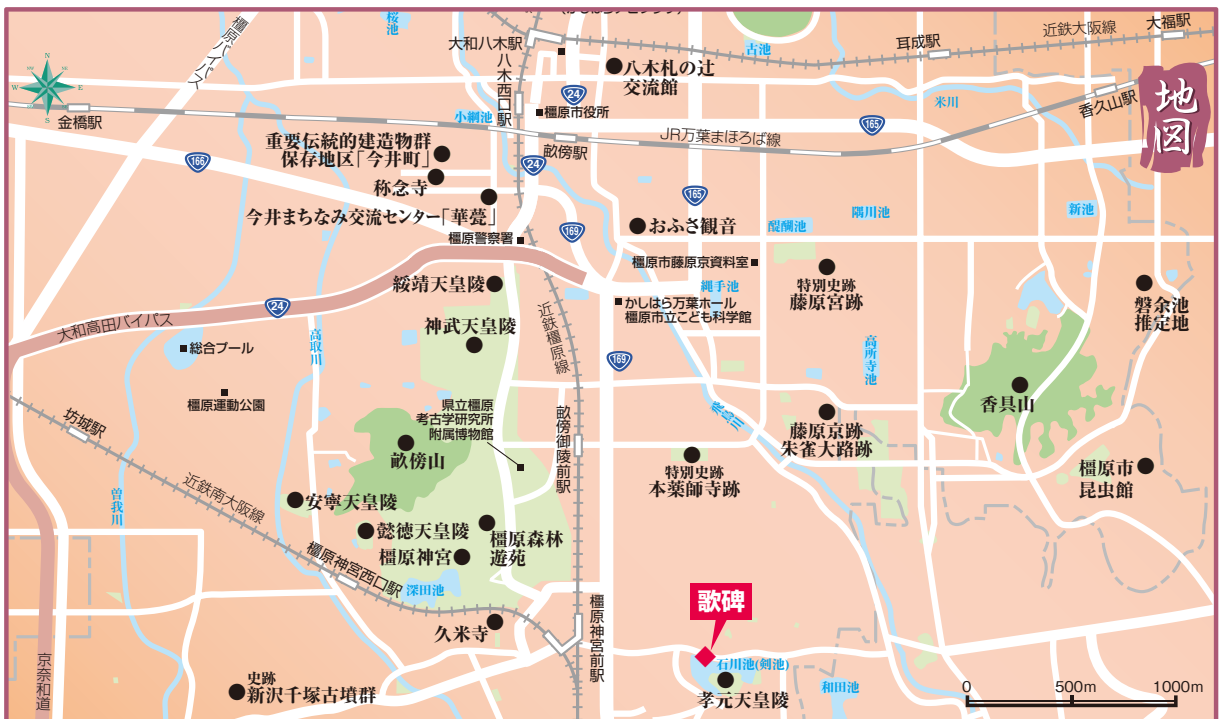 桜池
橿原バイパス
大和八木駅
八木西口駅
古池
耳成駅
近鉄大阪線
大福駅
地図
N
W
E
S
八木札の辻
交流館
24
橿原市役所
小綱池
金橋駅
畝傍駅
JR万葉まほろば線
165
米川
香久山駅
重要伝統的建造物群
保存地区「今井町」
166
24
165
称念寺
今井まちなみ交流センター「華甍」
橿原警察署
169
おふさ観音
醍醐池
隅川池
新池
橿原市藤原京資料室
綏靖天皇陵
縄手池
特別史跡
藤原宮跡
磐余池
推定地
かしはら万葉ホール
橿原市立こども科学館
24
大和高田バイパス
神武天皇陵
近鉄橿原線
高取川
総合プール
169
高所寺池
橿原運動公園
県立橿原
考古学研究所
附属博物館
畝傍御陵前駅
飛鳥川
香具山
藤原京跡
朱雀大路跡
坊城駅
畝傍山
特別史跡
本薬師寺跡
橿原市
昆虫館
近鉄南大阪線
曽我川
安寧天皇陵
懿徳天皇陵
橿原神宮
橿原森林
遊苑
橿原神宮西口駅
深田池
歌碑
久米寺
橿原神宮前駅
石川池(剣池)
孝元天皇陵
和田池
京奈和道
史跡
新沢千塚古墳群
0
500m
1000m